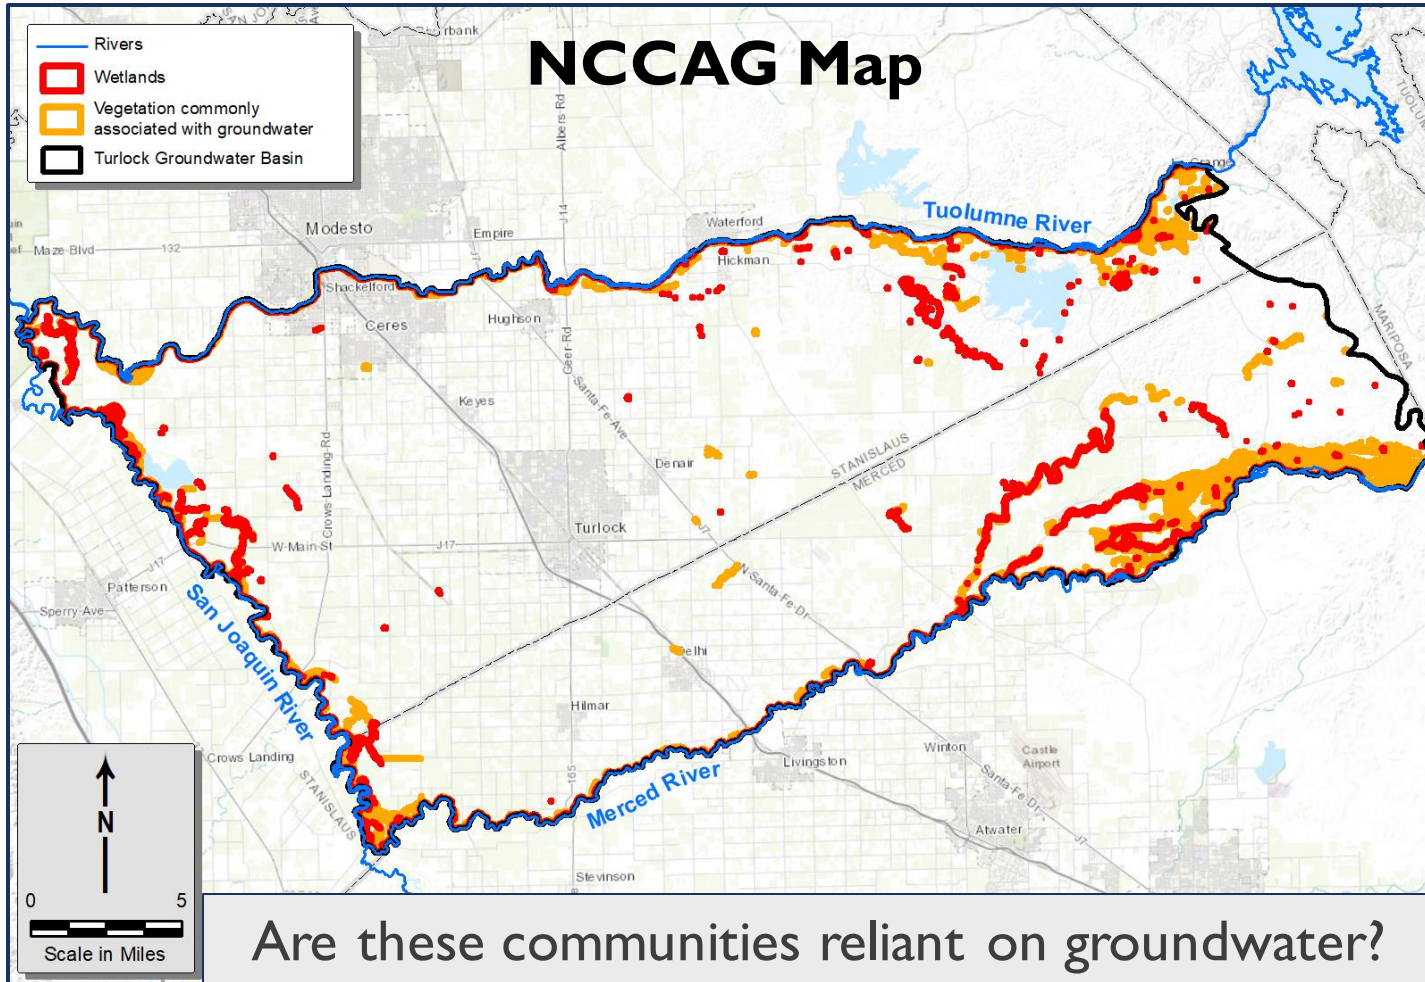 NCCAG Map
Rivers
Wetlands
Vegetation commonly
associated with groundwater
Turlock Groundwater Basin
Albers-Rd
J14
Modesto
Empire
Waterford
Hickman
Tuolumne River
Maze-Blvd
132
J7
Shackelford
Ceres
Hughson
Geer-Rd
Santa-Fe-Ave
Keyes
MARIPOSA
STANISLAUS
MERCED
Denair
Crows Landing-Rd
Turlock
W-Main-St
J17
J17
J7
N-Santa-Fe-Dr
Patterson
Sperry-Ave
San Joaquin River
Hilmar
Crows Landing
STANISLAUS
165
Merced River
Livingston
Winton
Castle
Airport
Santa-Fe-Dr
Atwater
J7
Stevinson
N
0 5
Scale in Miles
Are these communities reliant on groundwater?